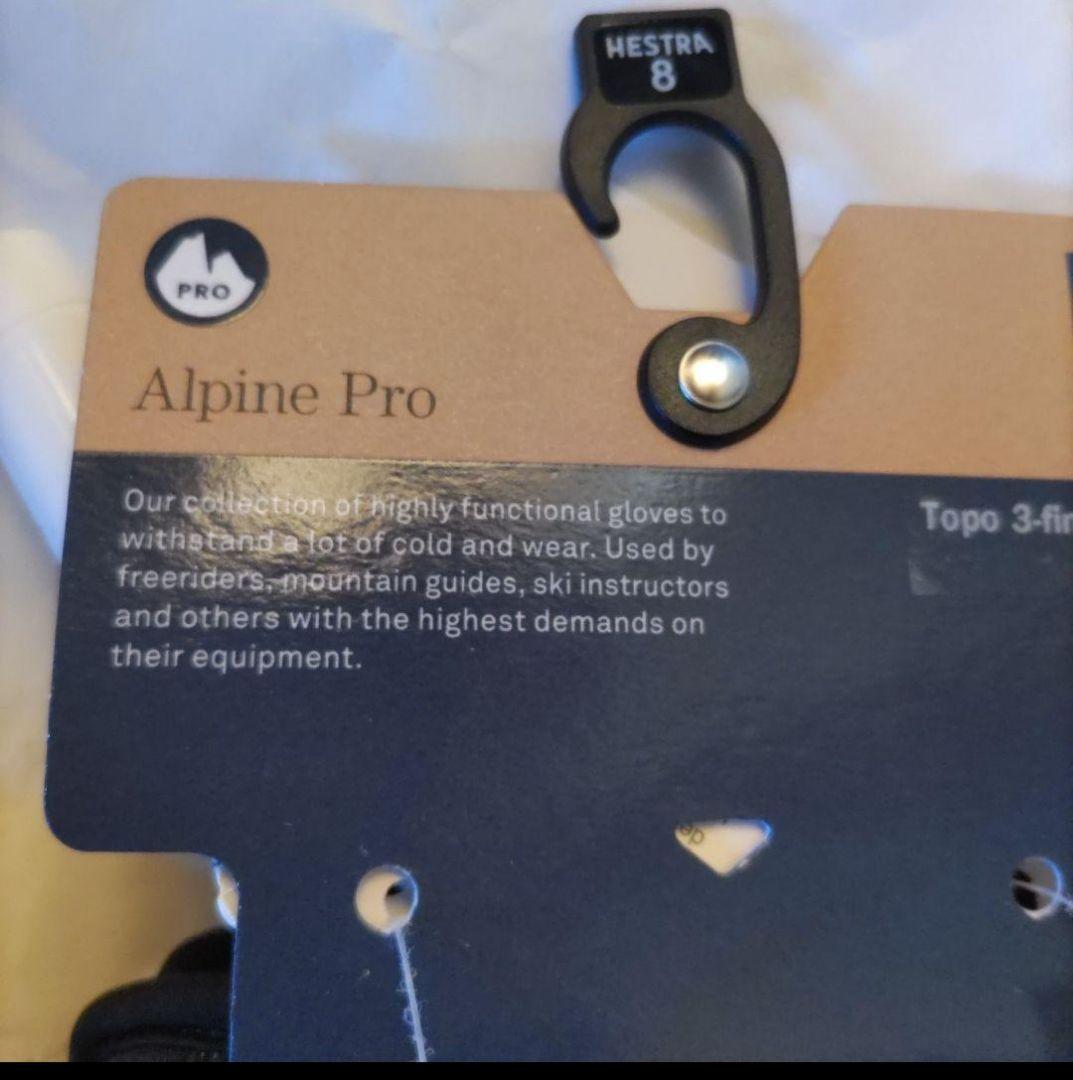 HESTRA
8
PRO
Alpine Pro
Our collection of highly functional gloves to
withstand a lot of cold and wear. Used by
freeriders, mountain guides, ski instructors
and others with the highest demands on
their equipment.
Topo 3-fin